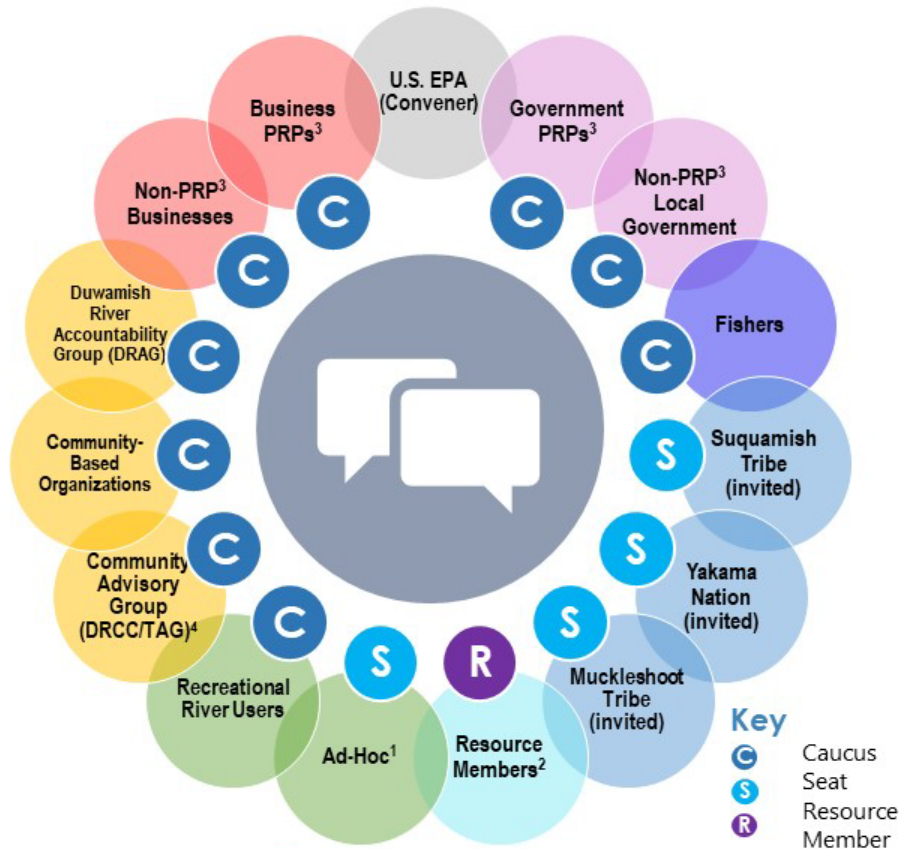 U.S. EPA
(Convener)
Government
PRPs³
C
Non-PRP³
Local
Government
C
Fishers
C
Suquamish
Tribe
(invited)
S
Yakama
Nation
(invited)
S
Muckleshoot
Tribe
(invited)
S
Resource
Members²
R
Ad-Hoc¹
S
Recreational
River Users
C
Community
Advisory
Group
(DRCC/TAG)⁴
C
Community-
Based
Organizations
C
Duwamish
River
Accountability
Group (DRAG)
C
Non-PRP³
Businesses
C
Business
PRPs³
C
Key
C Caucus
S Seat
R Resource
Member